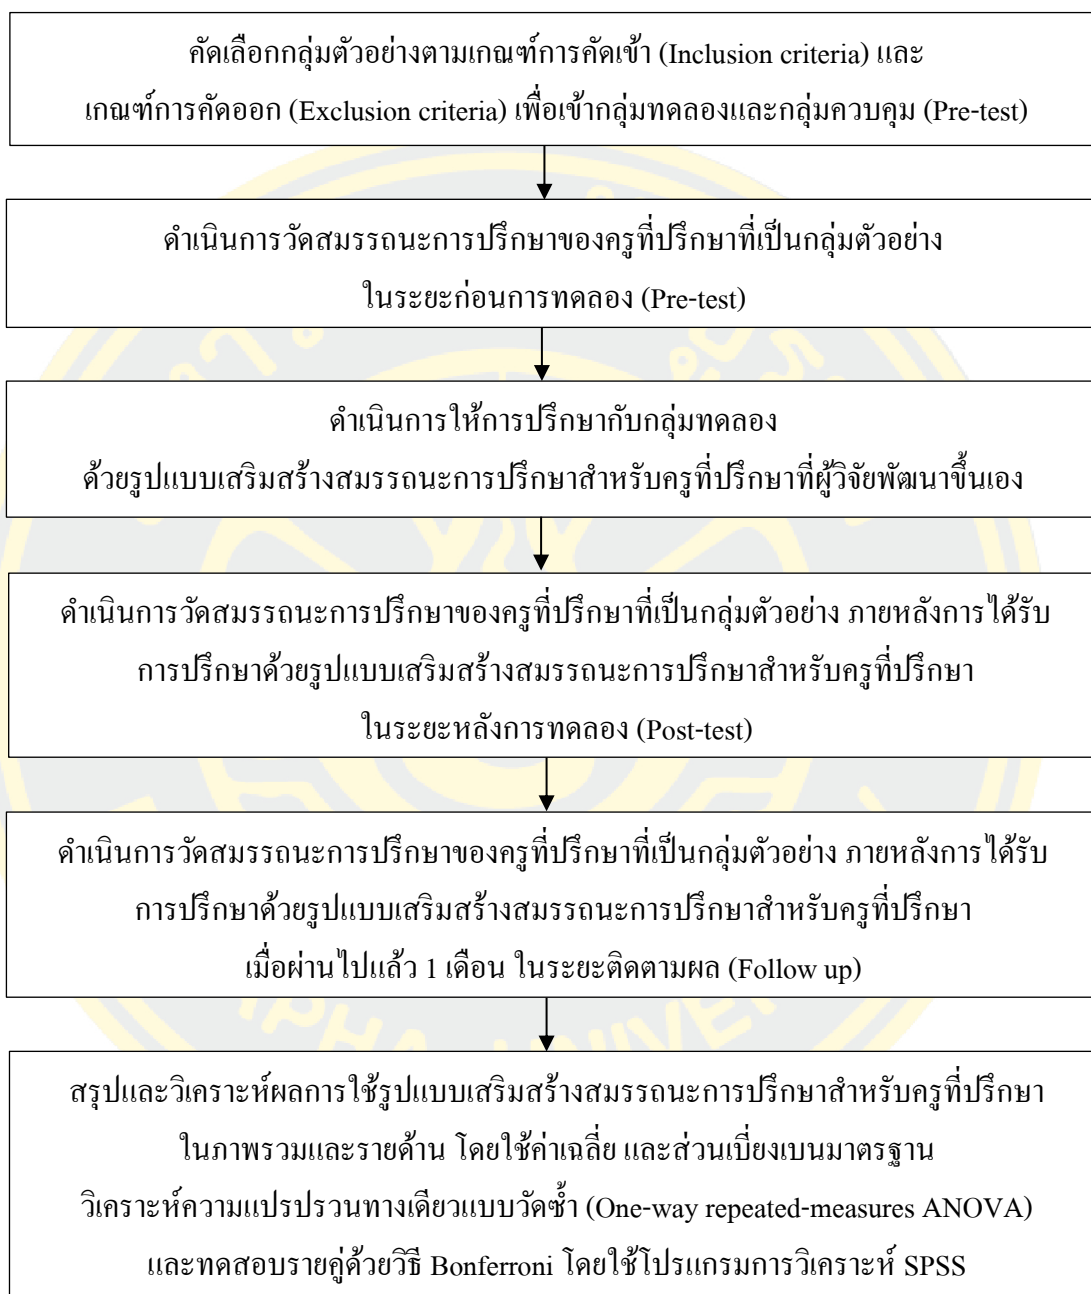 คัดเลือกกลุ่มตัวอย่างตามเกณฑ์การคัดเข้า (Inclusion criteria) และ
เกณฑ์การคัดออก (Exclusion criteria) เพื่อเข้ากลุ่มทดลองและกลุ่มควบคุม (Pre-test)
ดำเนินการวัดสมรรถนะการปรึกษาของครูที่ปรึกษาที่เป็นกลุ่มตัวอย่าง
ในระยะก่อนการทดลอง (Pre-test)
ดำเนินการให้การปรึกษากับกลุ่มทดลอง
ด้วยรูปแบบเสริมสร้างสมรรถนะการปรึกษาสำหรับครูที่ปรึกษาที่ผู้วิจัยพัฒนาขึ้นเอง
ดำเนินการวัดสมรรถนะการปรึกษาของครูที่ปรึกษาที่เป็นกลุ่มตัวอย่าง ภายหลังการได้รับ
การปรึกษาด้วยรูปแบบเสริมสร้างสมรรถนะการปรึกษาสำหรับครูที่ปรึกษา
ในระยะหลังการทดลอง (Post-test)
ดำเนินการวัดสมรรถนะการปรึกษาของครูที่ปรึกษาที่เป็นกลุ่มตัวอย่าง ภายหลังการได้รับ
การปรึกษาด้วยรูปแบบเสริมสร้างสมรรถนะการปรึกษาสำหรับครูที่ปรึกษา
เมื่อผ่านไปแล้ว 1 เดือน ในระยะติดตามผล (Follow up)
สรุปและวิเคราะห์ผลการใช้รูปแบบเสริมสร้างสมรรถนะการปรึกษาสำหรับครูที่ปรึกษา
ในภาพรวมและรายด้าน โดยใช้ค่าเฉลี่ย และส่วนเบี่ยงเบนมาตรฐาน
วิเคราะห์ความแปรปรวนทางเดียวแบบวัดซ้ำ (One-way repeated-measures ANOVA)
และทดสอบรายคู่ด้วยวิธี Bonferroni โดยใช้โปรแกรมการวิเคราะห์ SPSS